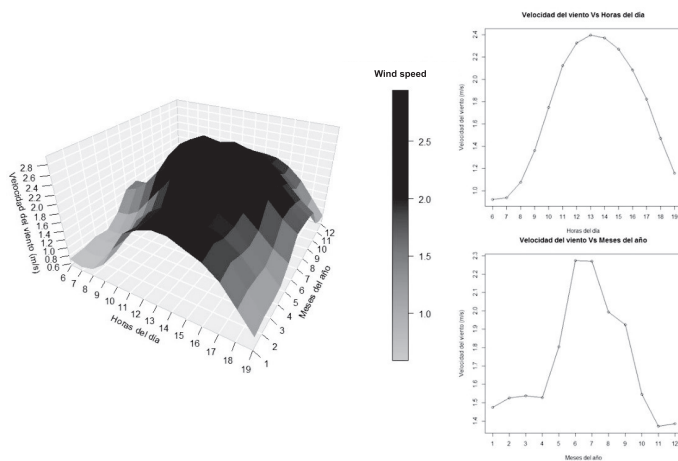 Velocidad del viento (m/s)
2.8
2.6
2.4
2.2
2.0
1.8
1.6
1.4
1.2
1.0
0.8
0.6
6 7 8 9 10 11 12 13 14 15 16 17 18 19
Horas del día
1 2 3 4 5 6 7 8 9 10 11 12
Meses del año
Wind speed
2.5
2.0
1.5
1.0
Velocidad del viento Vs Horas del día
Velocidad del viento (m/s)
2.4
2.2
2.0
1.8
1.6
1.4
1.2
1.0
6 7 8 9 10 11 12 13 14 15 16 17 18 19
Horas del día
Velocidad del viento Vs Meses del año
Velocidad del viento (m/s)
2.3
2.2
2.1
2.0
1.9
1.8
1.7
1.6
1.5
1.4
1 2 3 4 5 6 7 8 9 10 11 12
Meses del año